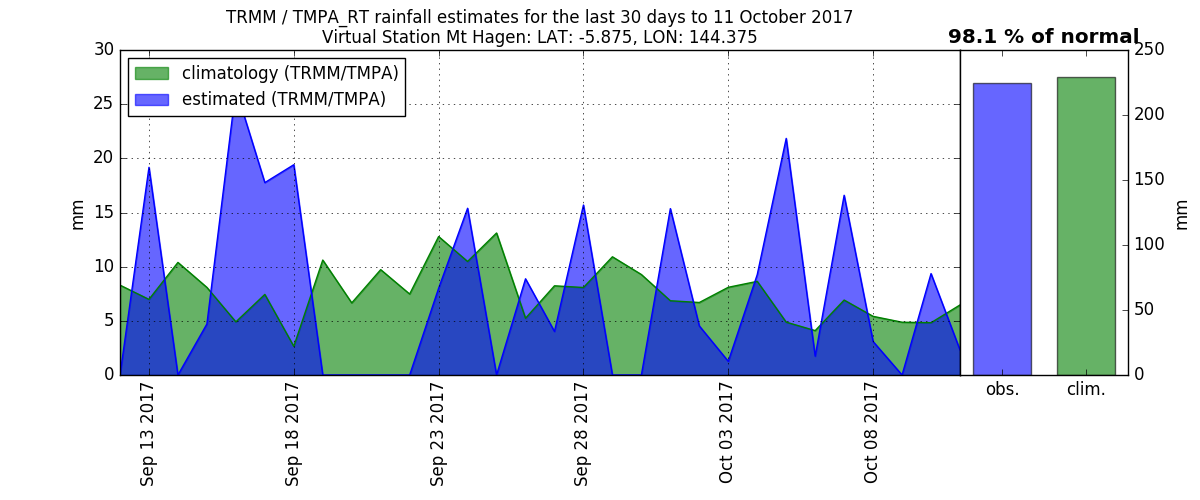 TRMM / TMPA_RT rainfall estimates for the last 30 days to 11 October 2017
Virtual Station Mt Hagen: LAT: -5.875, LON: 144.375
98.1 % of normal
climatology (TRMM/TMPA)
estimated (TRMM/TMPA)
30
25
20
15
10
5
0
mm
Sep 13 2017
Sep 18 2017
Sep 23 2017
Sep 28 2017
Oct 03 2017
Oct 08 2017
obs.
clim.
250
200
150
100
50
0
mm